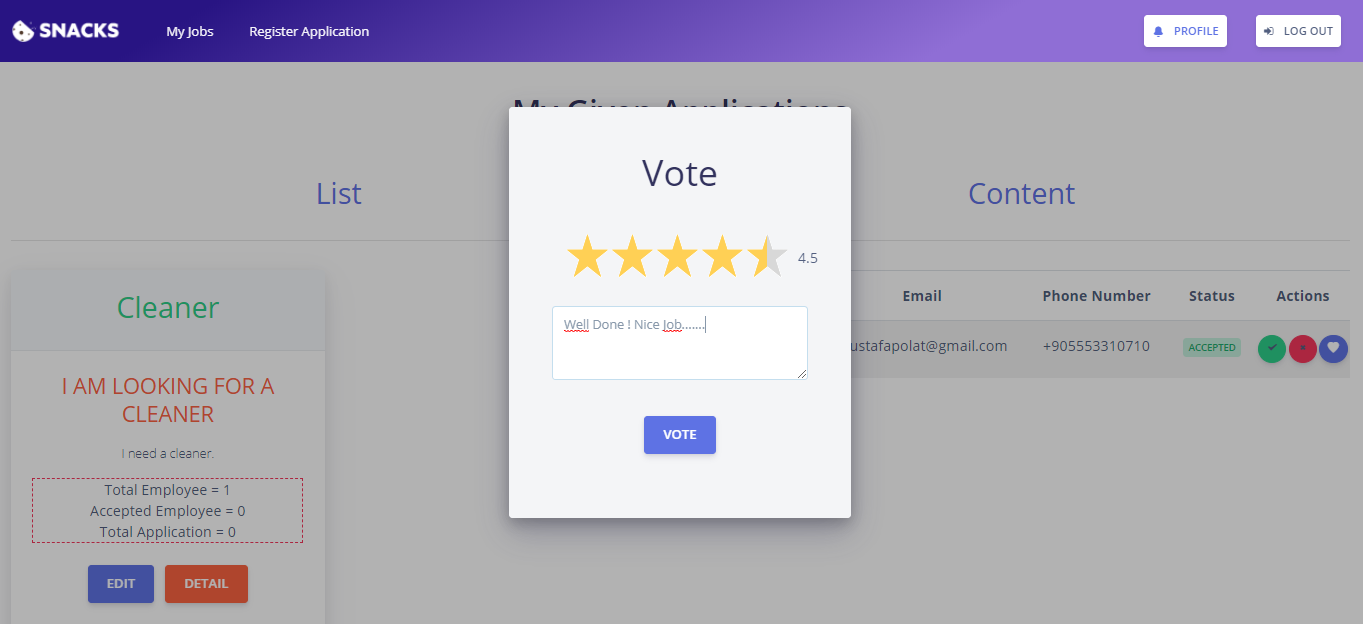 SNACKS
My Jobs
Register Application
PROFILE
LOG OUT
My Given Applications
List
Content
Vote
4.5
Well Done ! Nice Job.......
VOTE
Cleaner
I AM LOOKING FOR A
CLEANER
I need a cleaner.
Total Employee = 1
Accepted Employee = 0
Total Application = 0
EDIT
DETAIL
Email
Phone Number
Status
Actions
ustafapolat@gmail.com
+905553310710
ACCEPTED